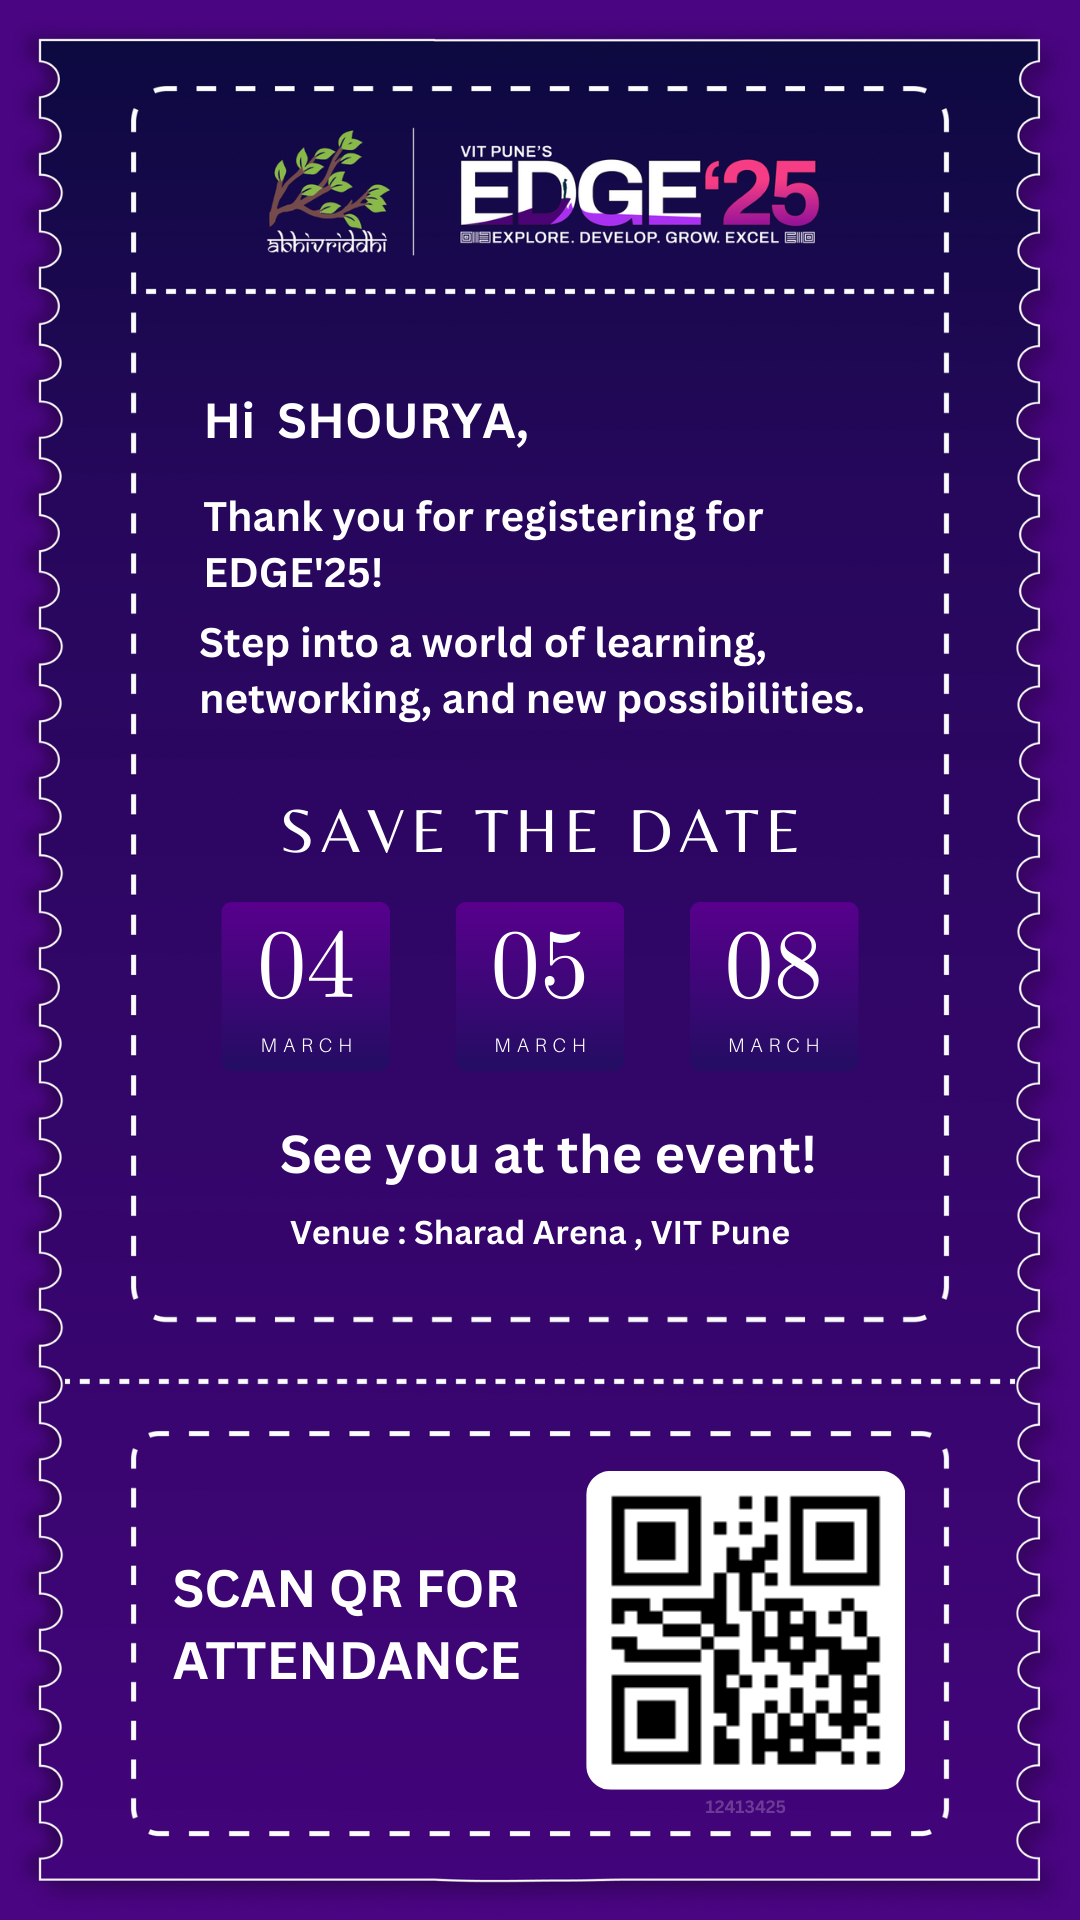 abhivriddhi
VIT PUNE'S
EDGE'25
EXPLORE. DEVELOP. GROW. EXCEL
Hi SHOURYA,
Thank you for registering for
EDGE'25!
Step into a world of learning,
networking, and new possibilities.
SAVE THE DATE
04 05 08
MARCH MARCH MARCH
See you at the event!
Venue : Sharad Arena , VIT Pune
SCAN QR FOR
ATTENDANCE
12413425